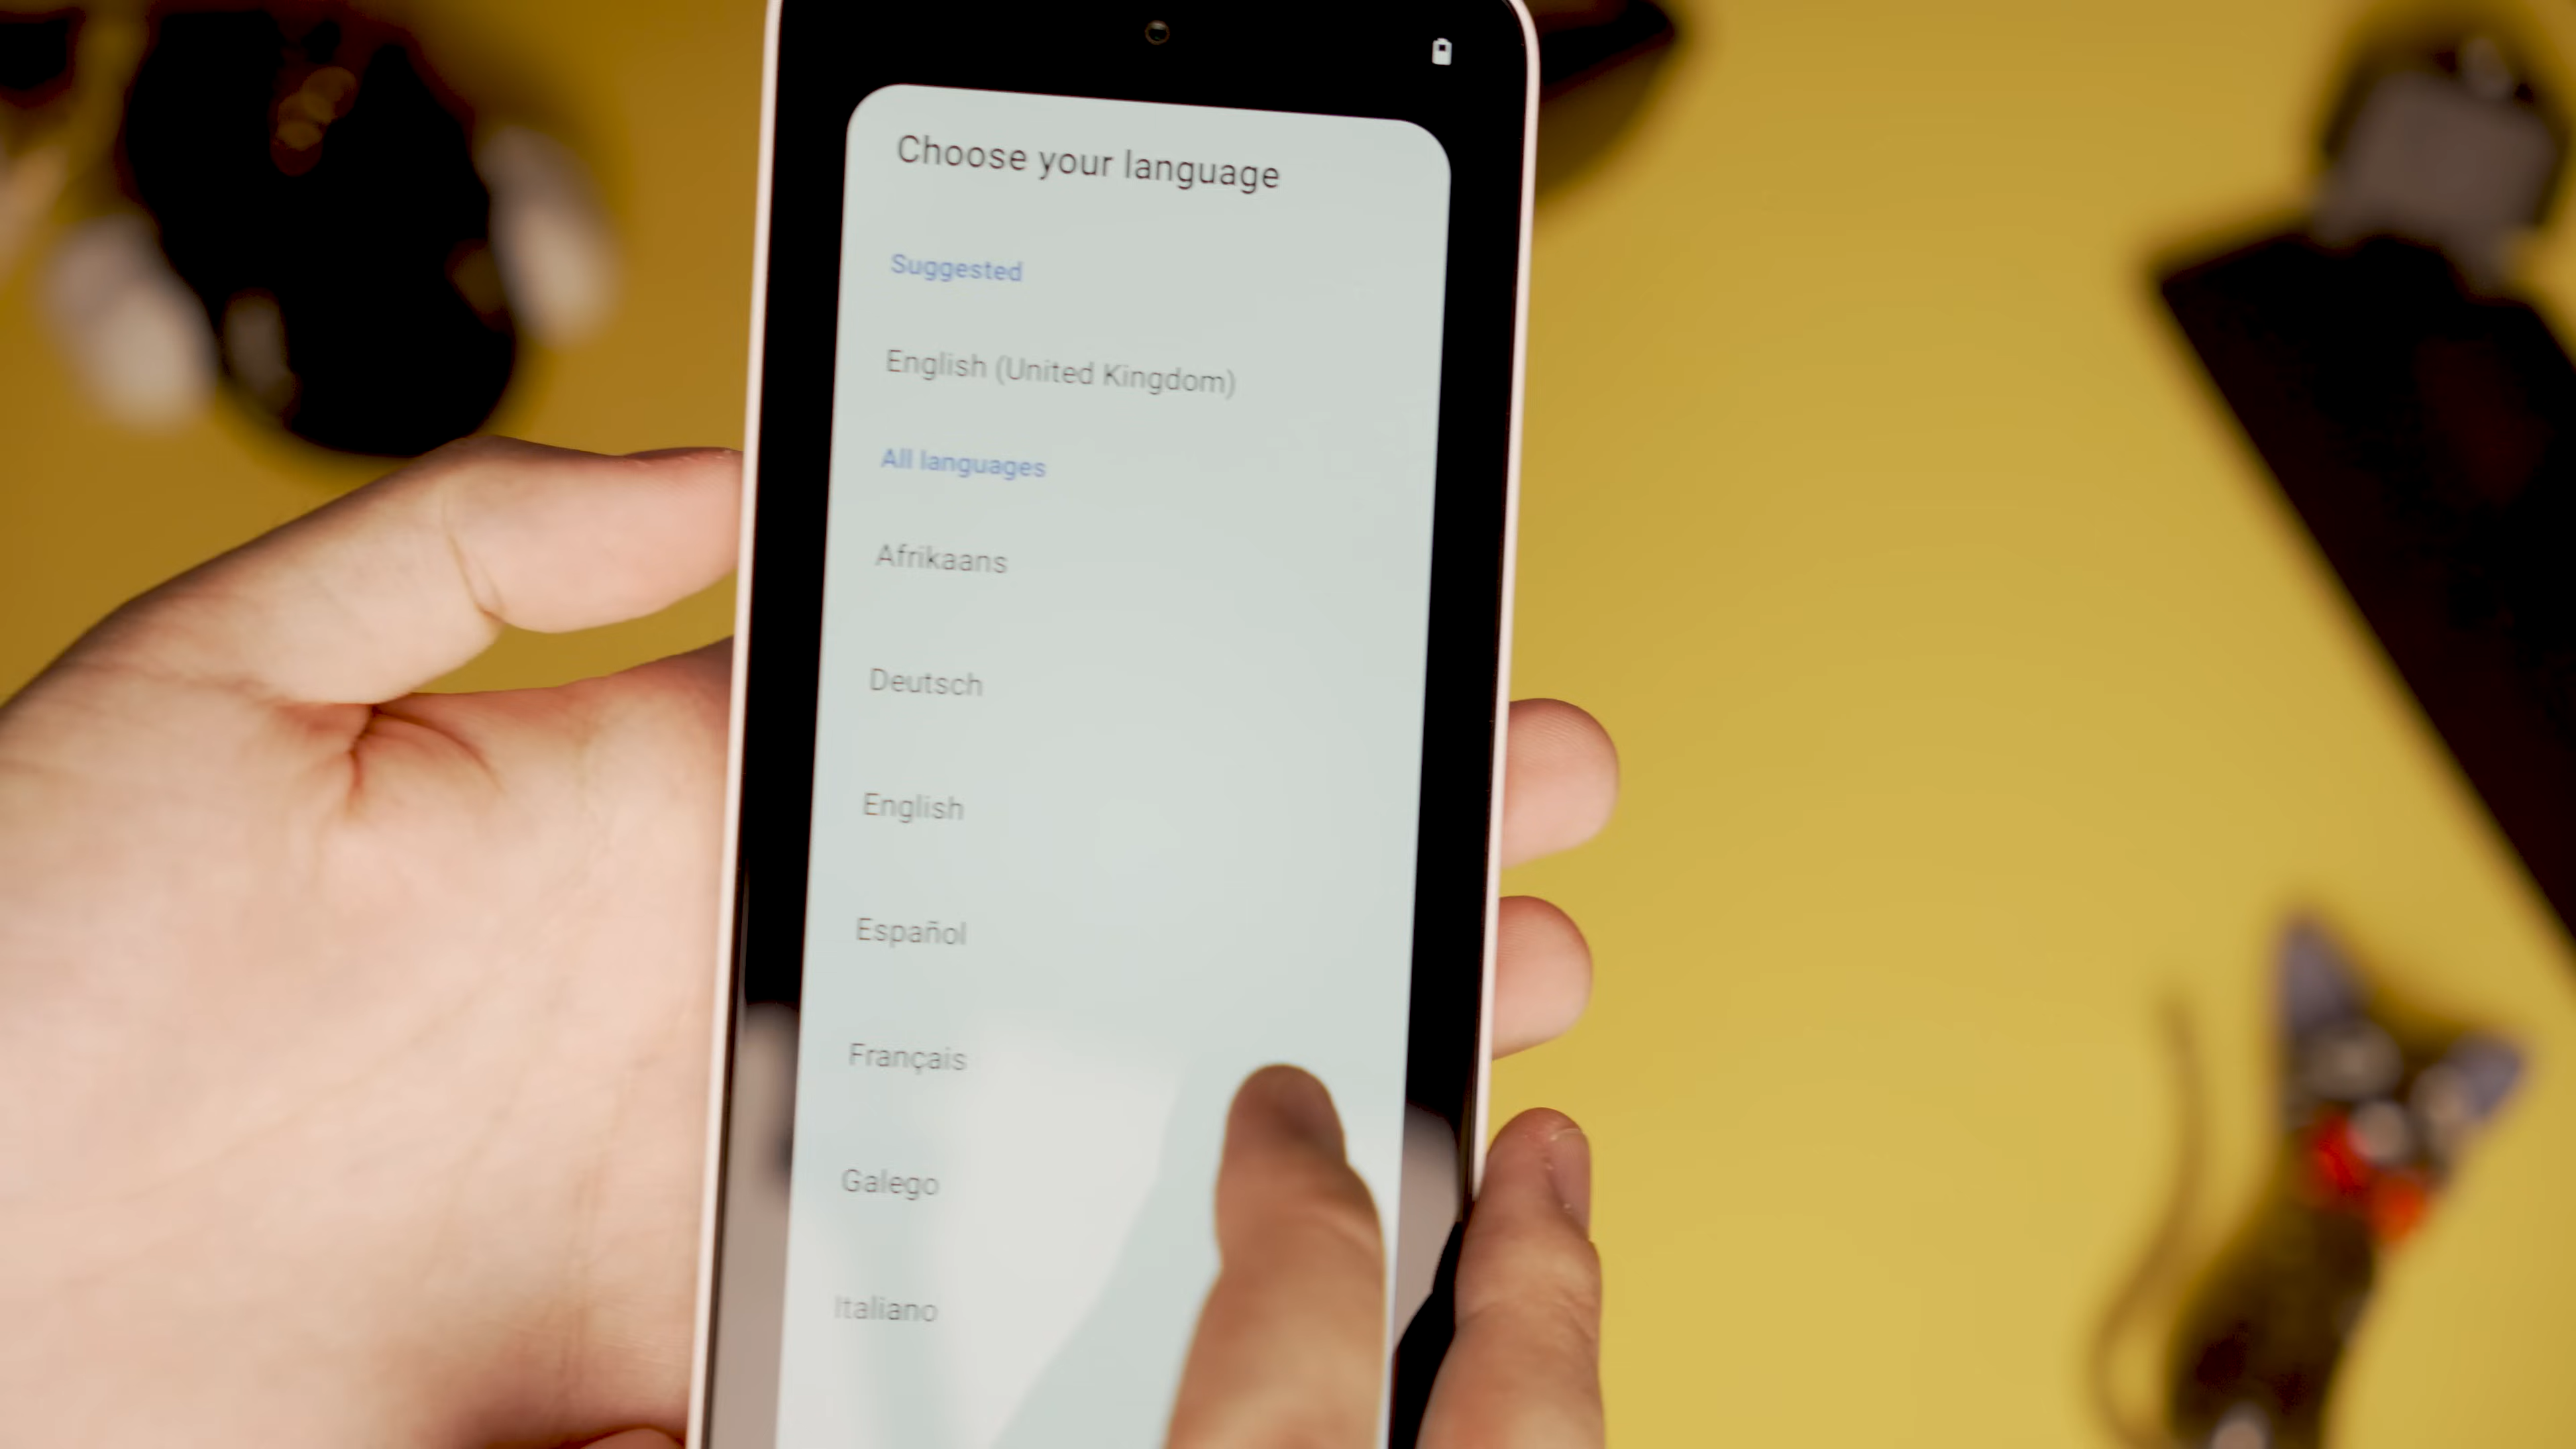 Choose your language
Suggested
English (United Kingdom)
All languages
Afrikaans
Deutsch
English
Español
Français
Galego
Italiano